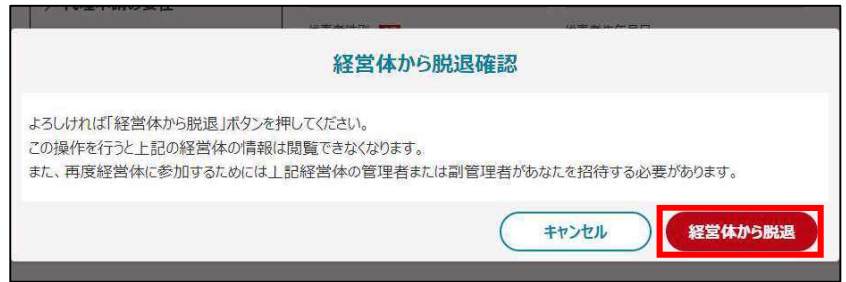 経営体から脱退確認
よろしければ「経営体から脱退」ボタンを押してください。
この操作を行うと上記の経営体の情報は閲覧できなくなります。
また、再度経営体に参加するためには上記経営体の管理者または副管理者があなたを招待する必要があります。
キャンセル
経営体から脱退